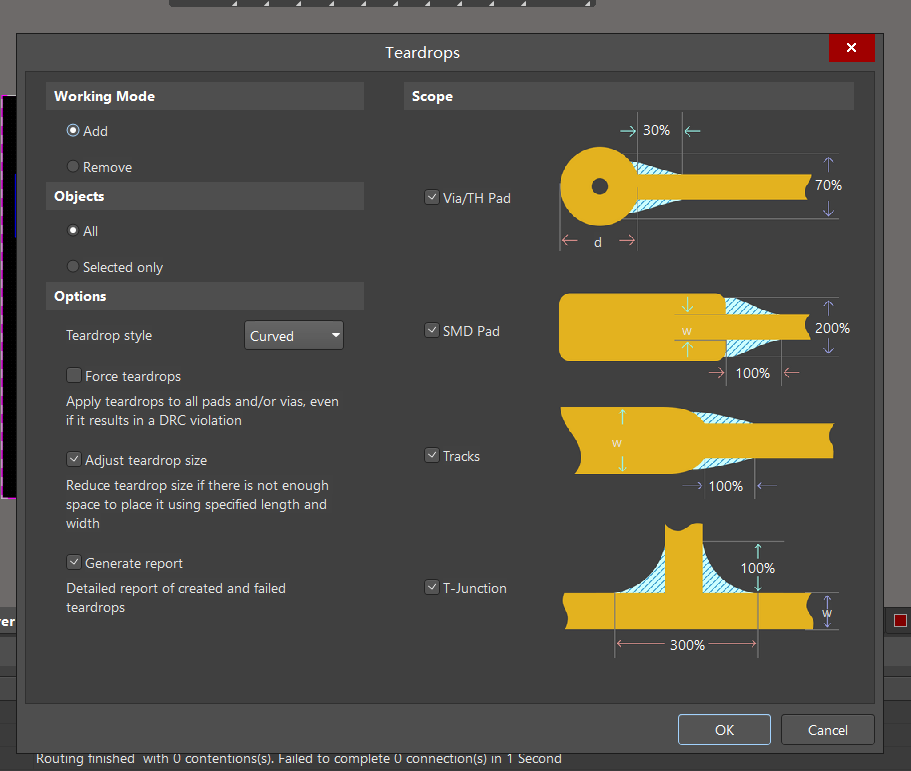 Teardrops
Working Mode
Add
Remove
Objects
All
Selected only
Options
Teardrop style
Curved
Force teardrops
Apply teardrops to all pads and/or vias, even
if it results in a DRC violation
Adjust teardrop size
Reduce teardrop size if there is not enough
space to place it using specified length and
width
Generate report
Detailed report of created and failed
teardrops
Scope
Via/TH Pad
30%
70%
d
SMD Pad
w
200%
100%
Tracks
w
100%
T-Junction
100%
w
300%
OK
Cancel
Routing finished with 0 contentions(s). Failed to complete 0 connection(s) in 1 Second